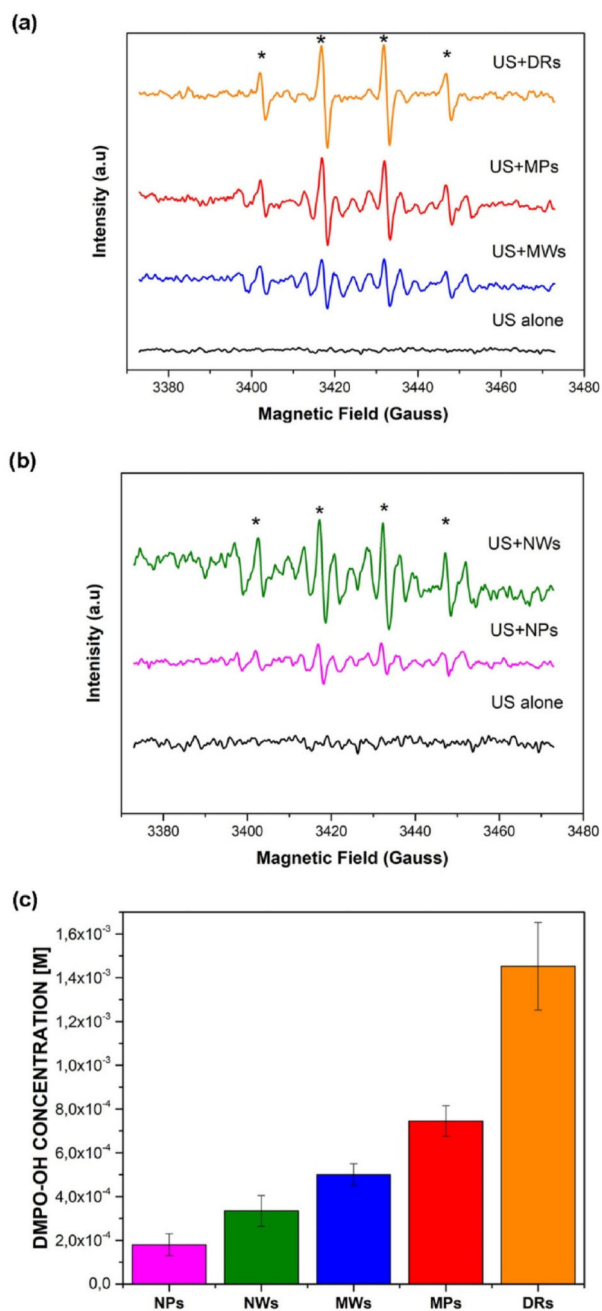 (a)
*
*
*
*
US+DRs
US+MPs
US+MWs
US alone
Intensity (a.u)
3380
3400
3420
3440
3460
3480
Magnetic Field (Gauss)
(b)
*
*
*
*
US+NWs
US+NPs
US alone
Intenisity (a.u)
3380
3400
3420
3440
3460
3480
Magnetic Field (Gauss)
(c)
DMPO-OH CONCENTRATION [M]
1,6x10⁻³
1,4x10⁻³
1,2x10⁻³
1,0x10⁻³
8,0x10⁻⁴
6,0x10⁻⁴
4,0x10⁻⁴
2,0x10⁻⁴
0,0
NPs
NWs
MWs
MPs
DRs